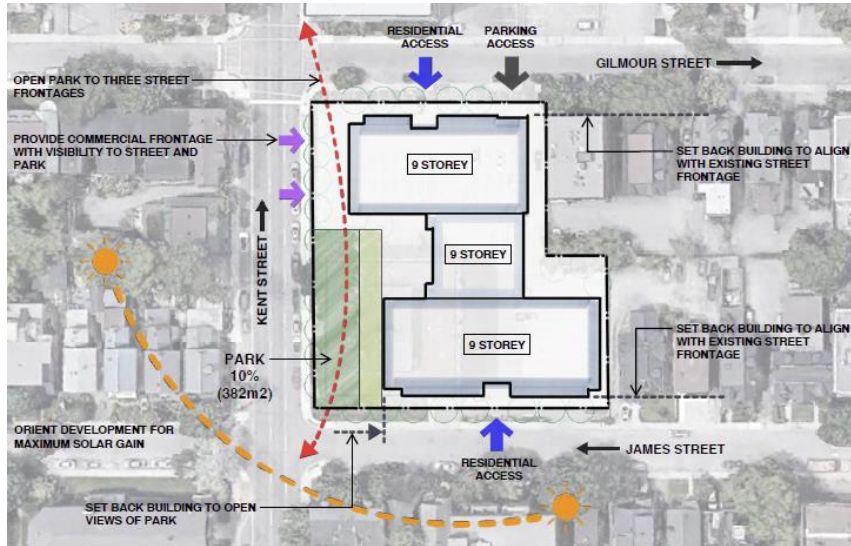 RESIDENTIAL
ACCESS
PARKING
ACCESS
GILMOUR STREET
OPEN PARK TO THREE STREET
FRONTAGES
PROVIDE COMMERCIAL FRONTAGE
WITH VISIBILITY TO STREET AND
PARK
9 STOREY
SET BACK BUILDING TO ALIGN
WITH EXISTING STREET
FRONTAGE
KENT STREET
9 STOREY
9 STOREY
SET BACK BUILDING TO ALIGN
WITH EXISTING STREET
FRONTAGE
PARK
10%
(382m2)
ORIENT DEVELOPMENT FOR
MAXIMUM SOLAR GAIN
JAMES STREET
RESIDENTIAL
ACCESS
SET BACK BUILDING TO OPEN
VIEWS OF PARK